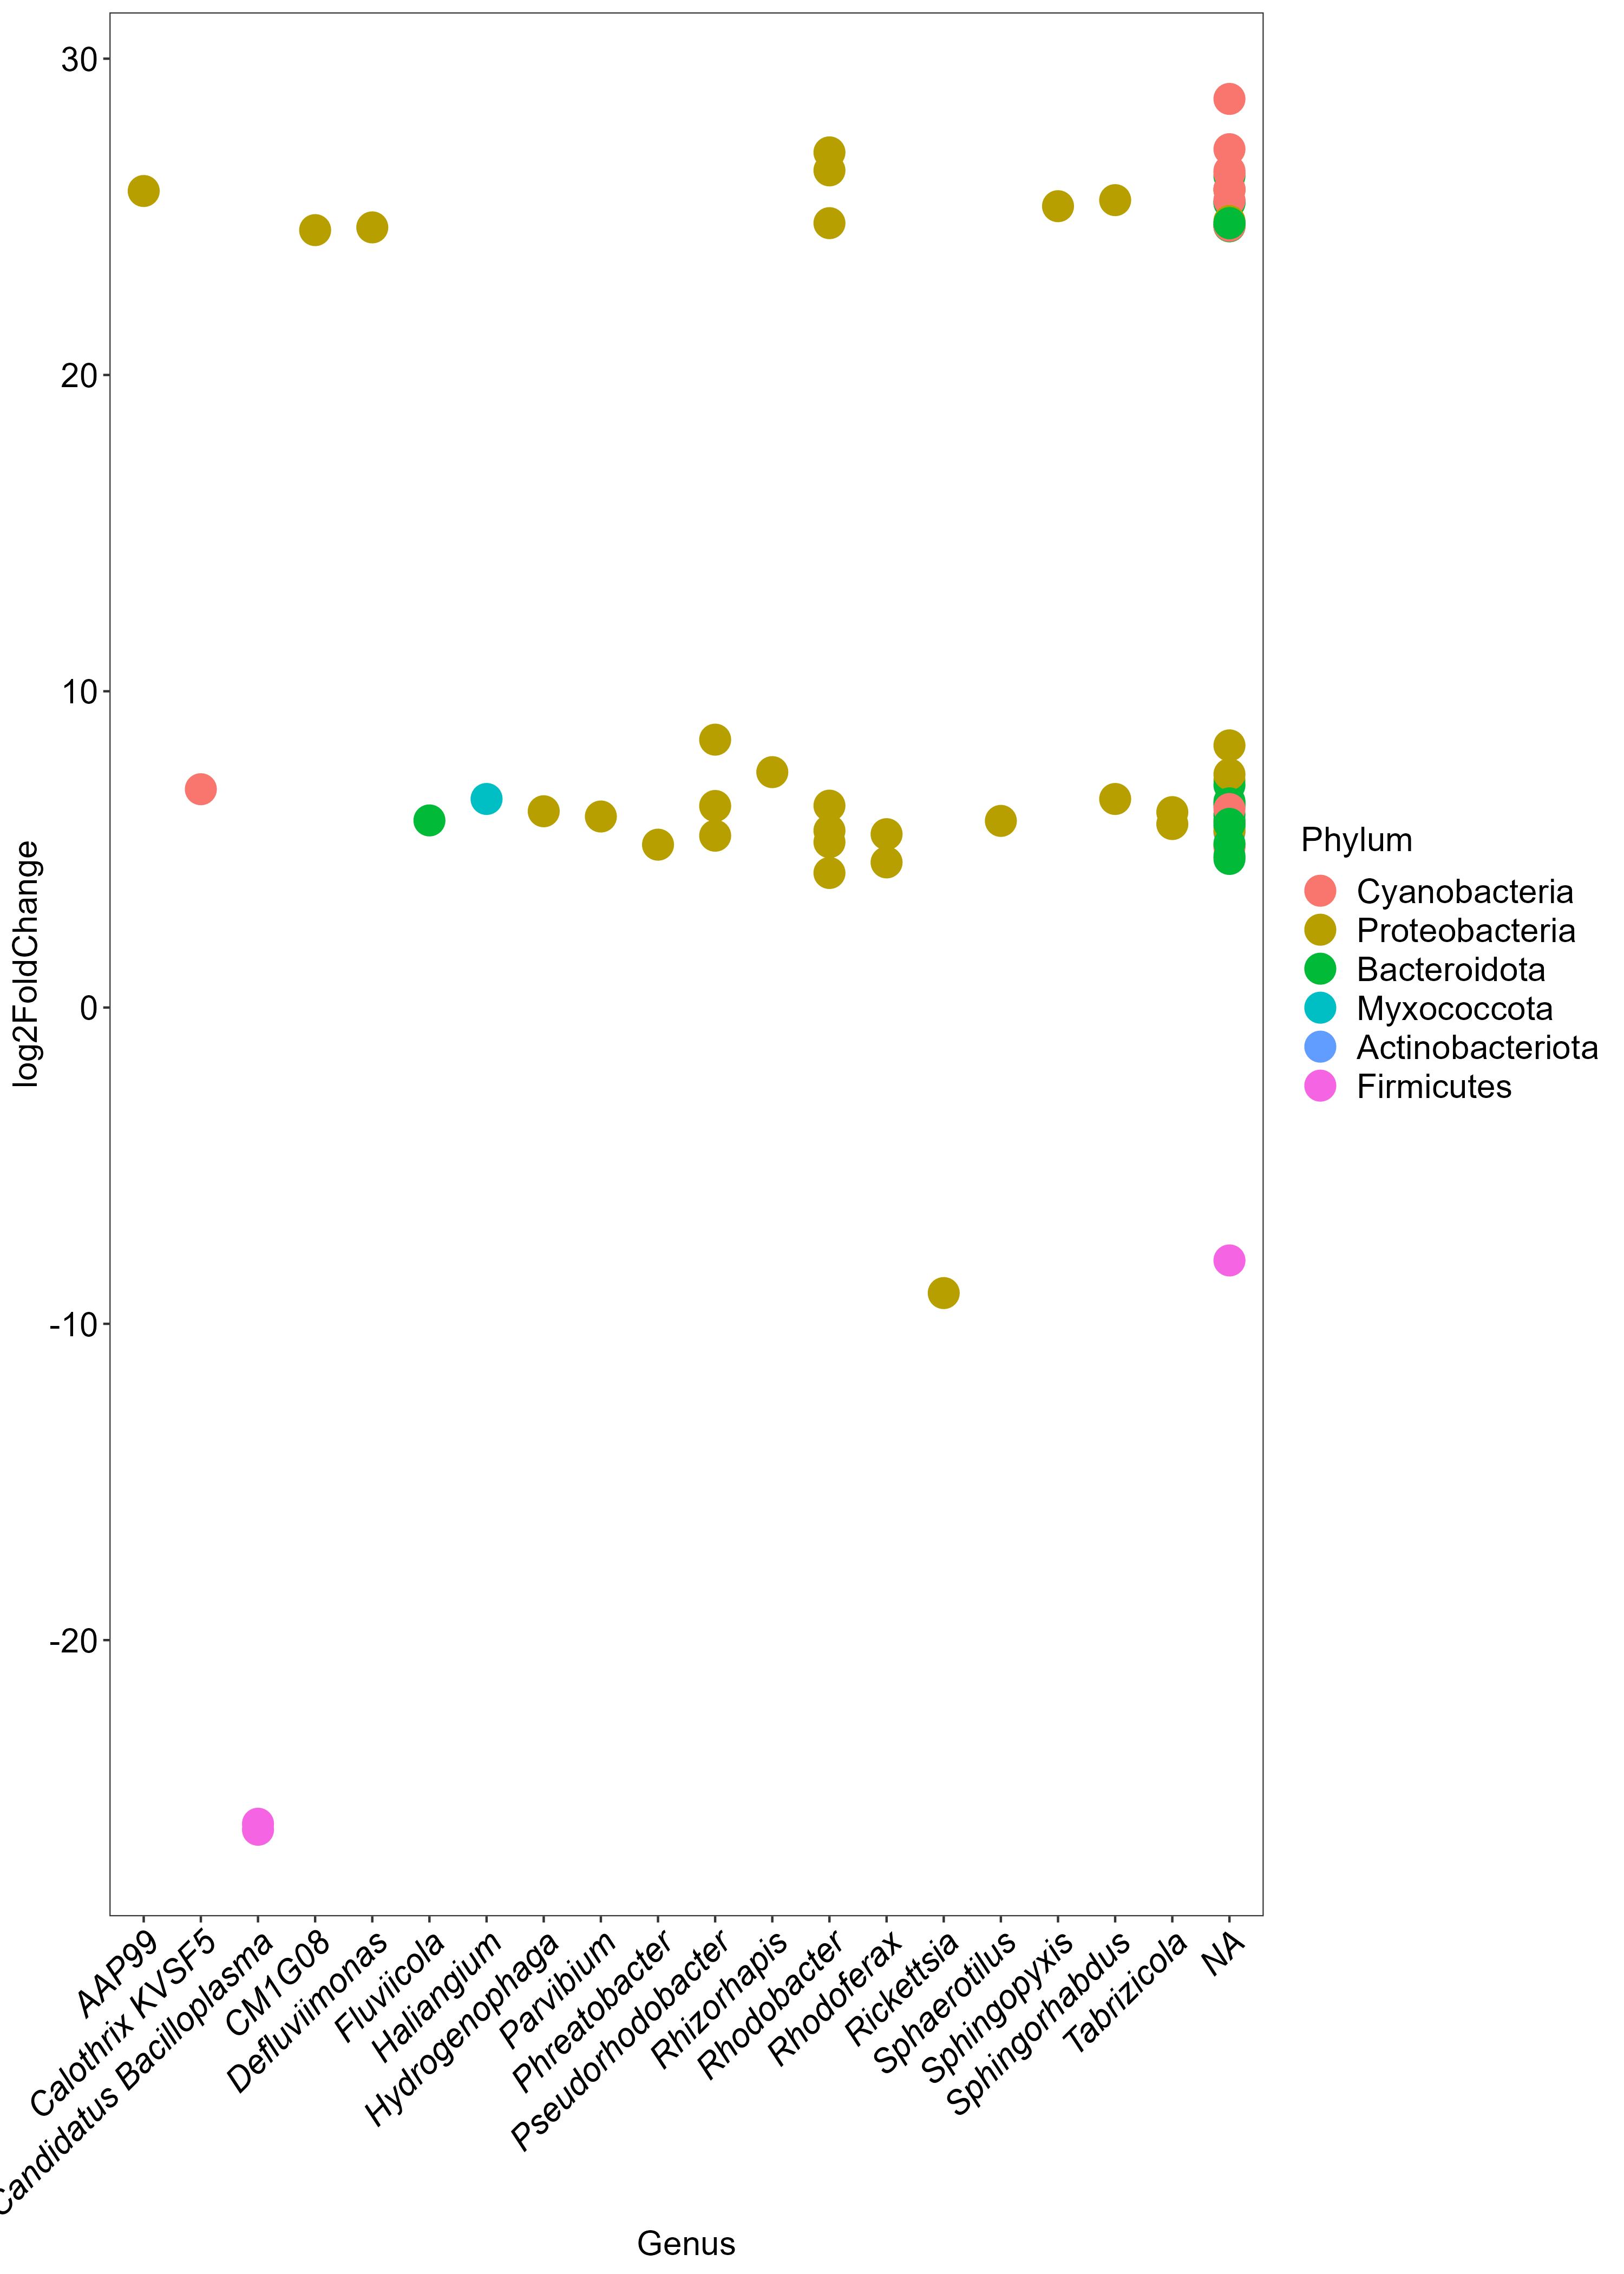 30
20
10
0
-10
-20
log2FoldChange
AAP99
Calothrix KVSF5
Candidatus Bacilloplasma
CM1G08
Defluviimonas
Fluviicola
Haliangium
Hydrogenophaga
Parvibium
Phreatobacter
Pseudorhodobacter
Rhizorhapis
Rhodobacter
Rhodoferax
Rickettsia
Sphaerotilus
Sphingopyxis
Sphingorhabdus
Tabrizicola
NA
Genus
Phylum
Cyanobacteria
Proteobacteria
Bacteroidota
Myxococcota
Actinobacteriota
Firmicutes